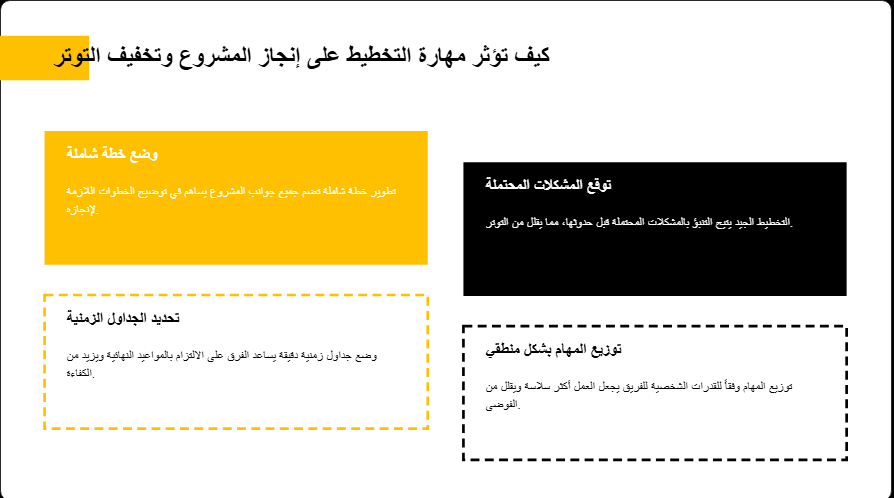 كيف تؤثر مهارة التخطيط على إنجاز المشروع وتخفيف التوتر
وضع خطة شاملة
تطوير خطة شاملة تضم جميع جوانب المشروع يساهم في توضيح الخطوات اللازمة
لإنجازه.
توقع المشكلات المحتملة
التخطيط الجيد يتيح التنبؤ بالمشكلات المحتملة قبل حدوثها، مما يقلل من التوتر.
تحديد الجداول الزمنية
وضع جداول زمنية دقيقة يساعد الفرق على الالتزام بالمواعيد النهائية ويزيد من
الكفاءة.
توزيع المهام بشكل منطقي
توزيع المهام وفقاً للقدرات الشخصية للفريق يجعل العمل أكثر سلاسة ويقلل من
الفوضى.